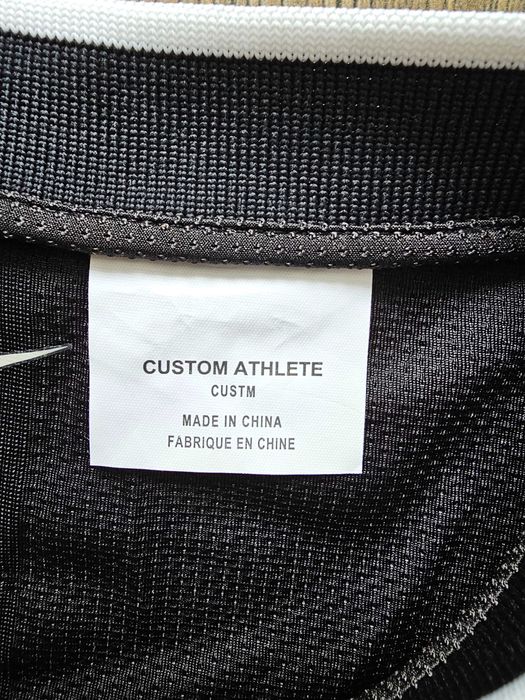 CUSTOM ATHLETE
CUSTM
MADE IN CHINA
FABRIQUE EN CHINE